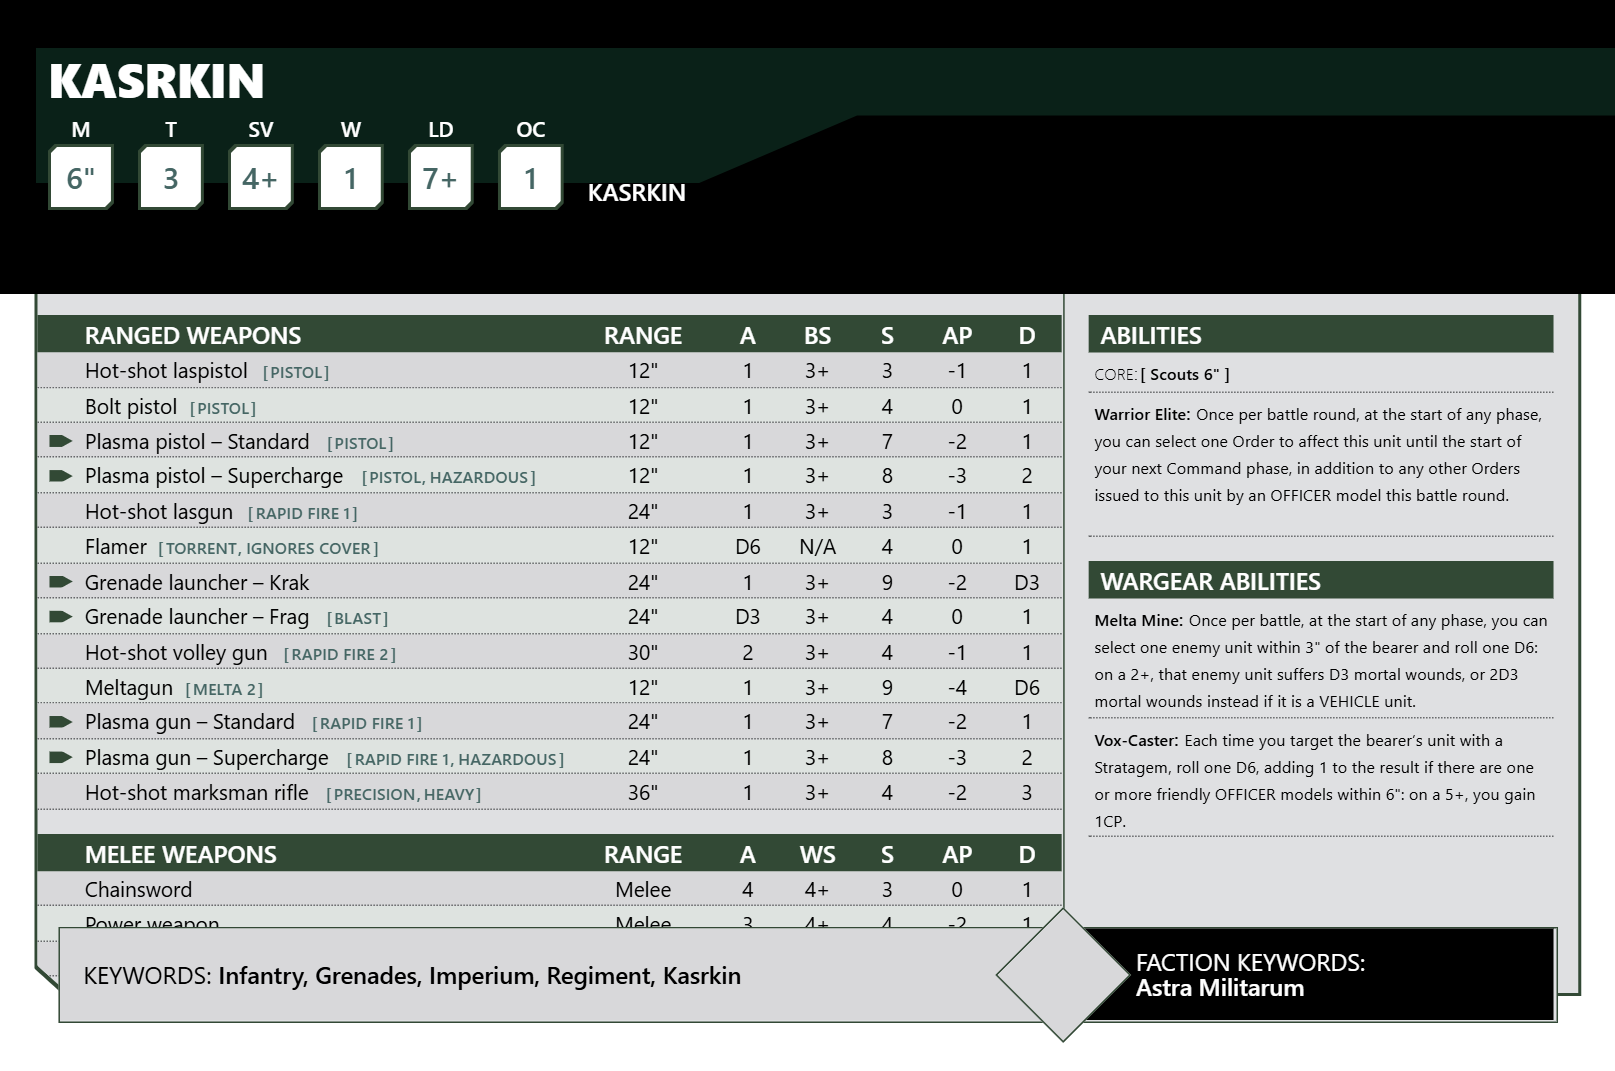 KASRKIN
M T SV W LD OC
6" 3 4+ 1 7+ 1 KASRKIN
RANGED WEAPONS RANGE A BS S AP D
Hot-shot laspistol [PISTOL] 12" 1 3+ 3 -1 1
Bolt pistol [PISTOL] 12" 1 3+ 4 0 1
Plasma pistol – Standard [PISTOL] 12" 1 3+ 7 -2 1
Plasma pistol – Supercharge [PISTOL, HAZARDOUS] 12" 1 3+ 8 -3 2
Hot-shot lasgun [RAPID FIRE 1] 24" 1 3+ 3 -1 1
Flamer [TORRENT, IGNORES COVER] 12" D6 N/A 4 0 1
Grenade launcher – Krak 24" 1 3+ 9 -2 D3
Grenade launcher – Frag [BLAST] 24" D3 3+ 4 0 1
Hot-shot volley gun [RAPID FIRE 2] 30" 2 3+ 4 -1 1
Meltagun [MELTA 2] 12" 1 3+ 9 -4 D6
Plasma gun – Standard [RAPID FIRE 1] 24" 1 3+ 7 -2 1
Plasma gun – Supercharge [RAPID FIRE 1, HAZARDOUS] 24" 1 3+ 8 -3 2
Hot-shot marksman rifle [PRECISION, HEAVY] 36" 1 3+ 4 -2 3
MELEE WEAPONS RANGE A WS S AP D
Chainsword Melee 4 4+ 3 0 1
Power weapon Melee 3 4+ 4 -2 1
ABILITIES
CORE: [ Scouts 6" ]
Warrior Elite: Once per battle round, at the start of any phase,
you can select one Order to affect this unit until the start of
your next Command phase, in addition to any other Orders
issued to this unit by an OFFICER model this battle round.
WARGEAR ABILITIES
Melta Mine: Once per battle, at the start of any phase, you can
select one enemy unit within 3" of the bearer and roll one D6:
on a 2+, that enemy unit suffers D3 mortal wounds, or 2D3
mortal wounds instead if it is a VEHICLE unit.
Vox-Caster: Each time you target the bearer's unit with a
Stratagem, roll one D6, adding 1 to the result if there are one
or more friendly OFFICER models within 6": on a 5+, you gain
1CP.
KEYWORDS: Infantry, Grenades, Imperium, Regiment, Kasrkin
FACTION KEYWORDS:
Astra Militarum